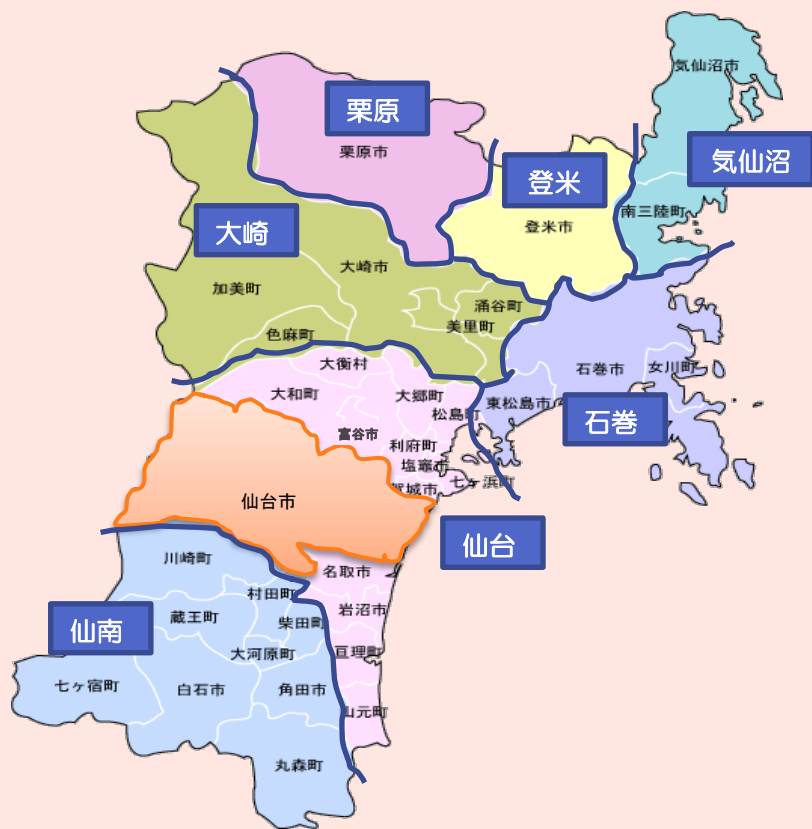 気仙沼市
栗原
栗原市
気仙沼
登米
南三陸町
登米市
大崎
大崎市
加美町
涌谷町
美里町
色麻町
大衡村
石巻市
女川町
大和町
大郷町
東松島市
松島町
石巻
富谷市
利府町
塩竈市
七ヶ浜町
賀城市
仙台市
仙台
川崎町
名取市
村田町
岩沼市
蔵王町
柴田町
仙南
大河原町
亘理町
七ヶ宿町
白石市
角田市
山元町
丸森町